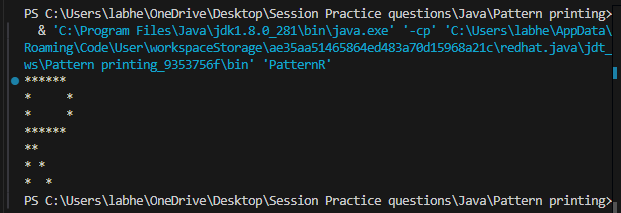 PS C:\Users\labhe\OneDrive\Desktop\Session Practice questions\Java\Pattern printing>
 & 'C:\Program Files\Java\jdk1.8.0_281\bin\java.exe' '-cp' 'C:\Users\labhe\AppData\
Roaming\Code\User\workspaceStorage\ae35aa51465864ed483a70d15968a21c\redhat.java\jdt_
ws\Pattern printing_9353756f\bin' 'PatternR'
******
*     *
*     *
******
**
* *
*  *
PS C:\Users\labhe\OneDrive\Desktop\Session Practice questions\Java\Pattern printing>